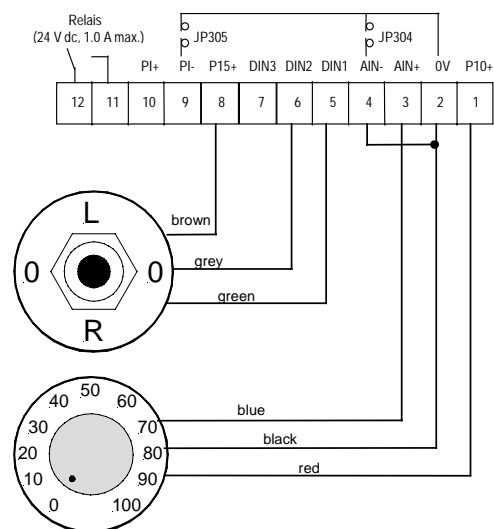 Relais
(24 V dc, 1.0 A max.)
JP305
JP304
PI+ PI- P15+ DIN3 DIN2 DIN1 AIN- AIN+ 0V P10+
12 11 10 9 8 7 6 5 4 3 2 1
L
0 0
R
brown
grey
green
0 10 20 30 40 50 60 70 80 90 100
blue
black
red